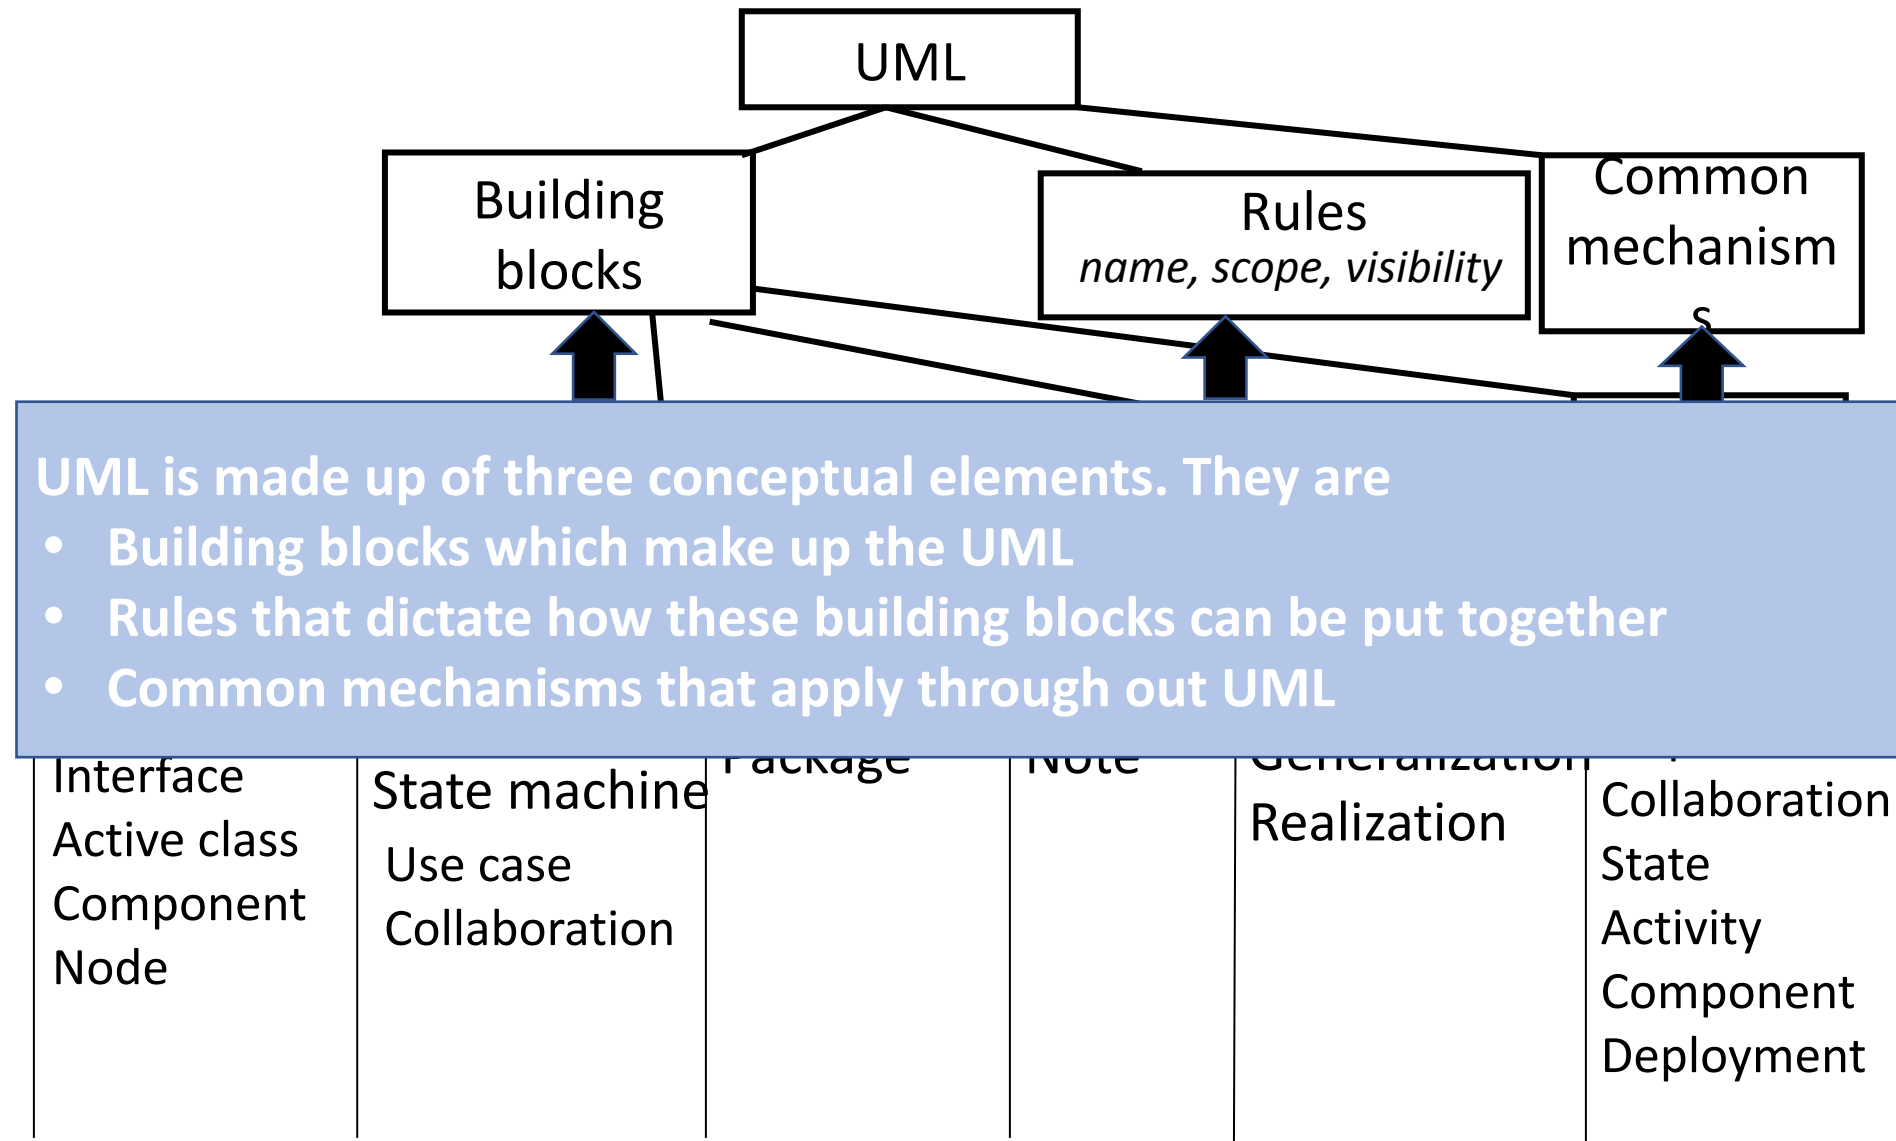 UML
Building
blocks
Rules
name, scope, visibility
Common
mechanism
s
UML is made up of three conceptual elements. They are
• Building blocks which make up the UML
• Rules that dictate how these building blocks can be put together
• Common mechanisms that apply through out UML
Interface
Active class
Component
Node
State machine
Use case
Collaboration
Package
Note
Generalization
Realization
Collaboration
State
Activity
Component
Deployment